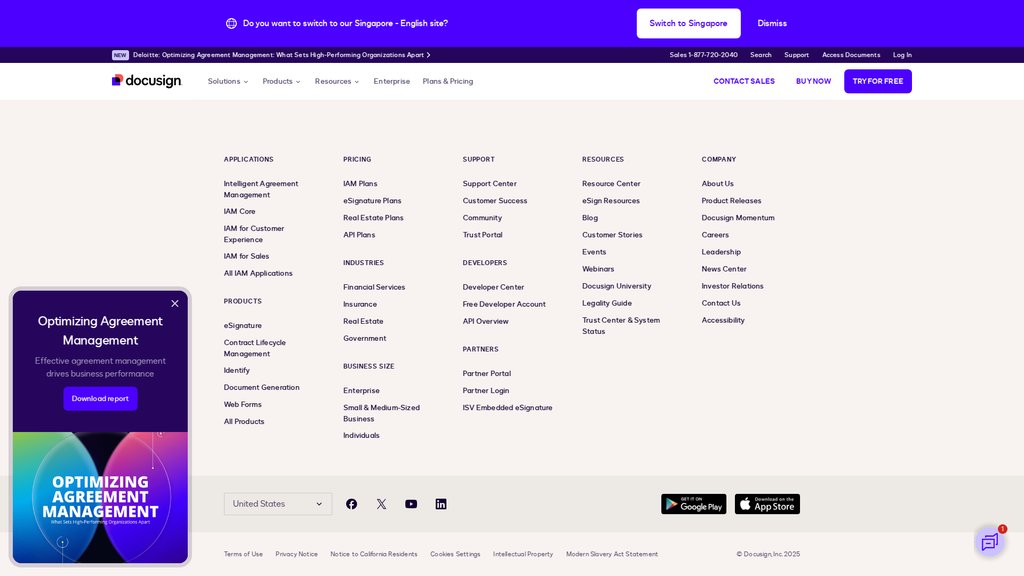 Do you want to switch to our Singapore - English site?
Switch to Singapore
Dismiss
NEW Deloitte: Optimizing Agreement Management: What Sets High-Performing Organizations Apart
Sales 1-877-720-2040
Search
Support
Access Documents
Log In
docusign
Solutions
Products
Resources
Enterprise
Plans & Pricing
CONTACT SALES
BUY NOW
TRY FOR FREE
APPLICATIONS
Intelligent Agreement
Management
IAM Core
IAM for Customer
Experience
IAM for Sales
All IAM Applications
PRODUCTS
eSignature
Contract Lifecycle
Management
Identify
Document Generation
Web Forms
All Products
PRICING
IAM Plans
eSignature Plans
Real Estate Plans
API Plans
INDUSTRIES
Financial Services
Insurance
Real Estate
Government
BUSINESS SIZE
Enterprise
Small & Medium-Sized
Business
Individuals
SUPPORT
Support Center
Customer Success
Community
Trust Portal
DEVELOPERS
Developer Center
Free Developer Account
API Overview
PARTNERS
Partner Portal
Partner Login
ISV Embedded eSignature
RESOURCES
Resource Center
eSign Resources
Blog
Customer Stories
Events
Webinars
Docusign University
Legality Guide
Trust Center & System
Status
COMPANY
About Us
Product Releases
Docusign Momentum
Careers
Leadership
News Center
Investor Relations
Contact Us
Accessibility
Optimizing Agreement
Management
Effective agreement management
drives business performance
Download report
OPTIMIZING
AGREEMENT
MANAGEMENT
What Sets High-Performing Organizations Apart
United States
GET IT ON
Google Play
Download on the
App Store
1
Terms of Use
Privacy Notice
Notice to California Residents
Cookies Settings
Intellectual Property
Modern Slavery Act Statement
© Docusign, Inc. 2025